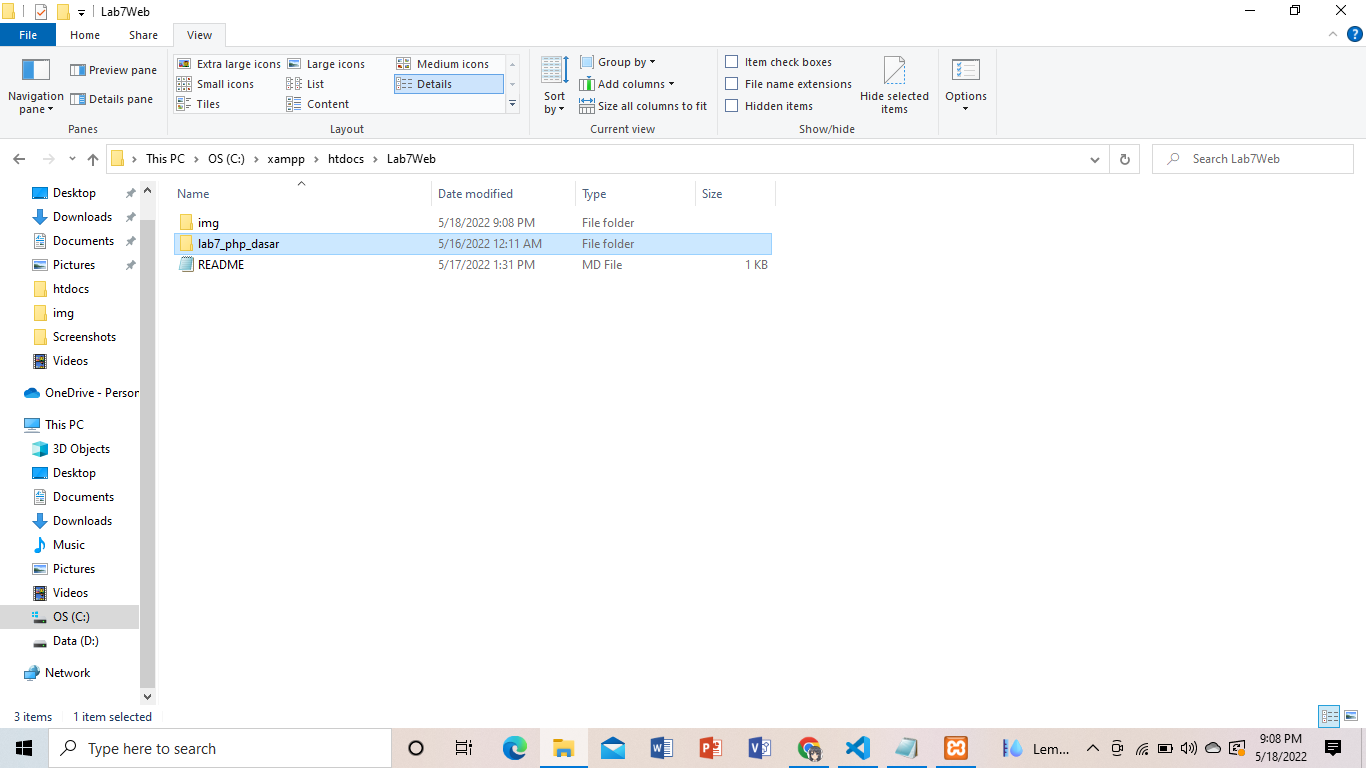 Lab7Web
File Home Share View
Navigation pane
Preview pane
Details pane
Panes
Extra large icons Large icons Medium icons
Small icons List Details
Tiles Content
Layout
Sort by
Group by
Add columns
Size all columns to fit
Current view
Item check boxes
File name extensions
Hidden items
Hide selected items
Show/hide
Options
This PC OS (C:) xampp htdocs Lab7Web
Search Lab7Web
Desktop
Downloads
Documents
Pictures
htdocs
img
Screenshots
Videos
OneDrive - Person
This PC
3D Objects
Desktop
Documents
Downloads
Music
Pictures
Videos
OS (C:)
Data (D:)
Network
Name Date modified Type Size
img 5/18/2022 9:08 PM File folder
lab7_php_dasar 5/16/2022 12:11 AM File folder
README 5/17/2022 1:31 PM MD File 1 KB
3 items 1 item selected
Type here to search
Lem...
9:08 PM
5/18/2022